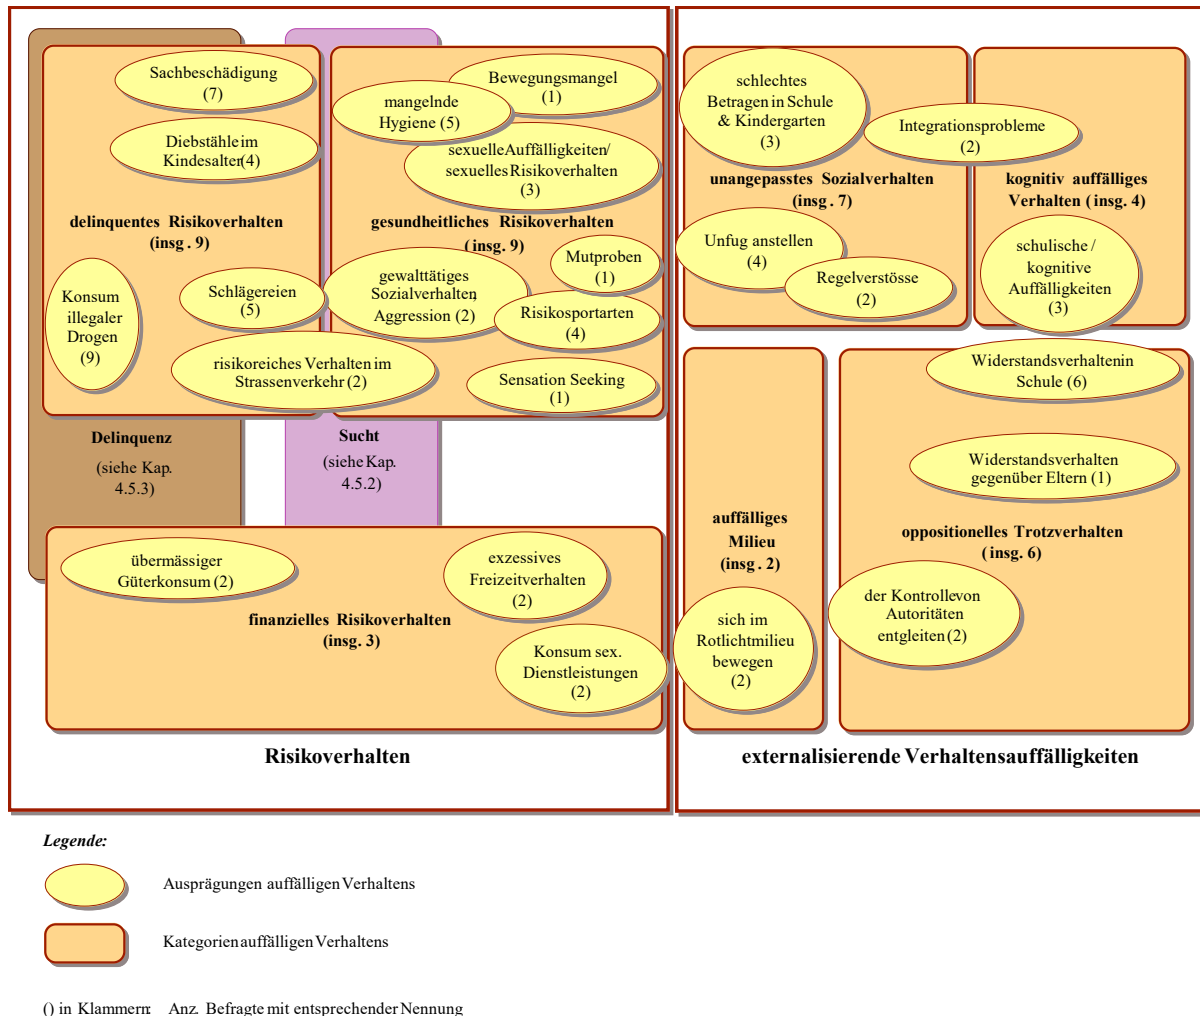 Sachbeschädigung
(7)
Diebstähle im
Kindesalter (4)
delinquentes Risikoverhalten
(insg. 9)
Konsum
illegaler
Drogen
(9)
Schlägereien
(5)
risikoreiches Verhalten im
Strassenverkehr (2)
Bewegungsmangel
(1)
mangelnde
Hygiene (5)
sexuelle Auffälligkeiten/
sexuelles Risikoverhalten
(3)
gesundheitliches Risikoverhalten
(insg. 9)
Mutproben
(1)
gewalttätiges
Sozialverhalten,
Aggression (2)
Risikosportarten
(4)
Sensation Seeking
(1)
Delinquenz
(siehe Kap.
4.5.3)
Sucht
(siehe Kap.
4.5.2)
übermässiger
Güterkonsum (2)
exzessives
Freizeitverhalten
(2)
finanzielles Risikoverhalten
(insg. 3)
Konsum sex.
Dienstleistungen
(2)
Risikoverhalten
schlechtes
Betragen in Schule
& Kindergarten
(3)
Integrationsprobleme
(2)
unangepasstes Sozialverhalten
(insg. 7)
kognitiv auffälliges
Verhalten (insg. 4)
Unfug anstellen
(4)
Regelverstösse
(2)
schulische /
kognitive
Auffälligkeiten
(3)
Widerstandsverhalten in
Schule (6)
Widerstandsverhalten
gegenüber Eltern (1)
auffälliges
Milieu
(insg. 2)
oppositionelles Trotzverhalten
(insg. 6)
sich im
Rotlichtmilieu
bewegen
(2)
der Kontrolle von
Autoritäten
entgleiten (2)
externalisierende Verhaltensauffälligkeiten
Legende:
Ausprägungen auffälligen Verhaltens
Kategorien auffälligen Verhaltens
() in Klammern: Anz. Befragte mit entsprechender Nennung